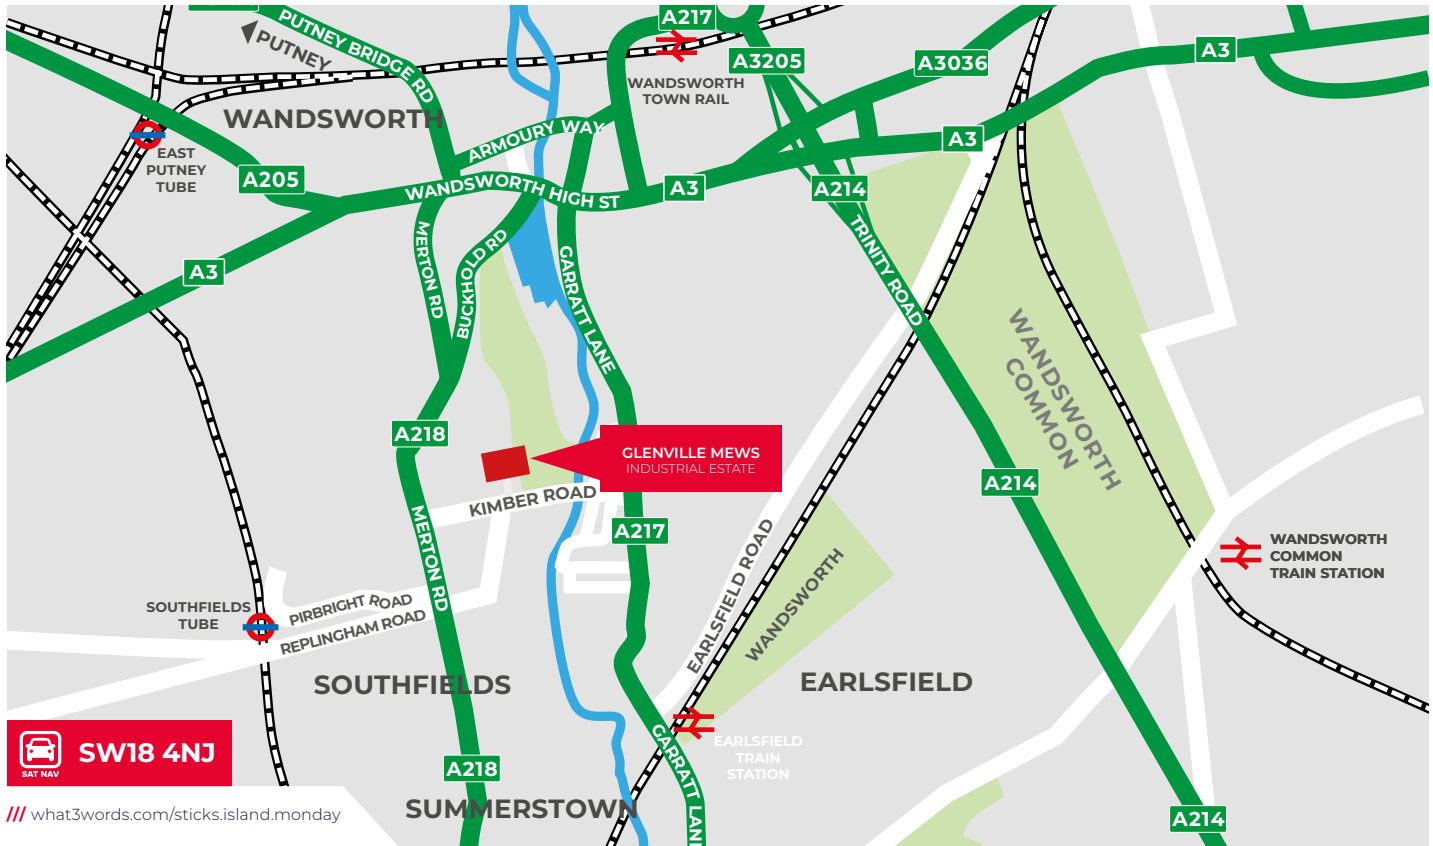 A217
PUTNEY BRIDGE RD
PUTNEY
A3205
A3036
A3
WANDSWORTH
TOWN RAIL
WANDSWORTH
ARMOURY WAY
A3
EAST
PUTNEY
TUBE
A205
WANDSWORTH HIGH ST
A3
A214
MERTON RD
BUCKHOLD RD
GARRATT LANE
TRINITY ROAD
A3
WANDSWORTH
COMMON
A218
GLENVILLE MEWS
INDUSTRIAL ESTATE
A214
KIMBER ROAD
MERTON RD
A217
EARLSFIELD ROAD
WANDSWORTH
WANDSWORTH
COMMON
TRAIN STATION
SOUTHFIELDS
TUBE
PIRBRIGHT ROAD
REPLINGHAM ROAD
SOUTHFIELDS
EARLSFIELD
GARRATT LANE
EARLSFIELD
TRAIN
STATION
SAT NAV
SW18 4NJ
A218
SUMMERSTOWN
A214
/// what3words.com/sticks.island.monday